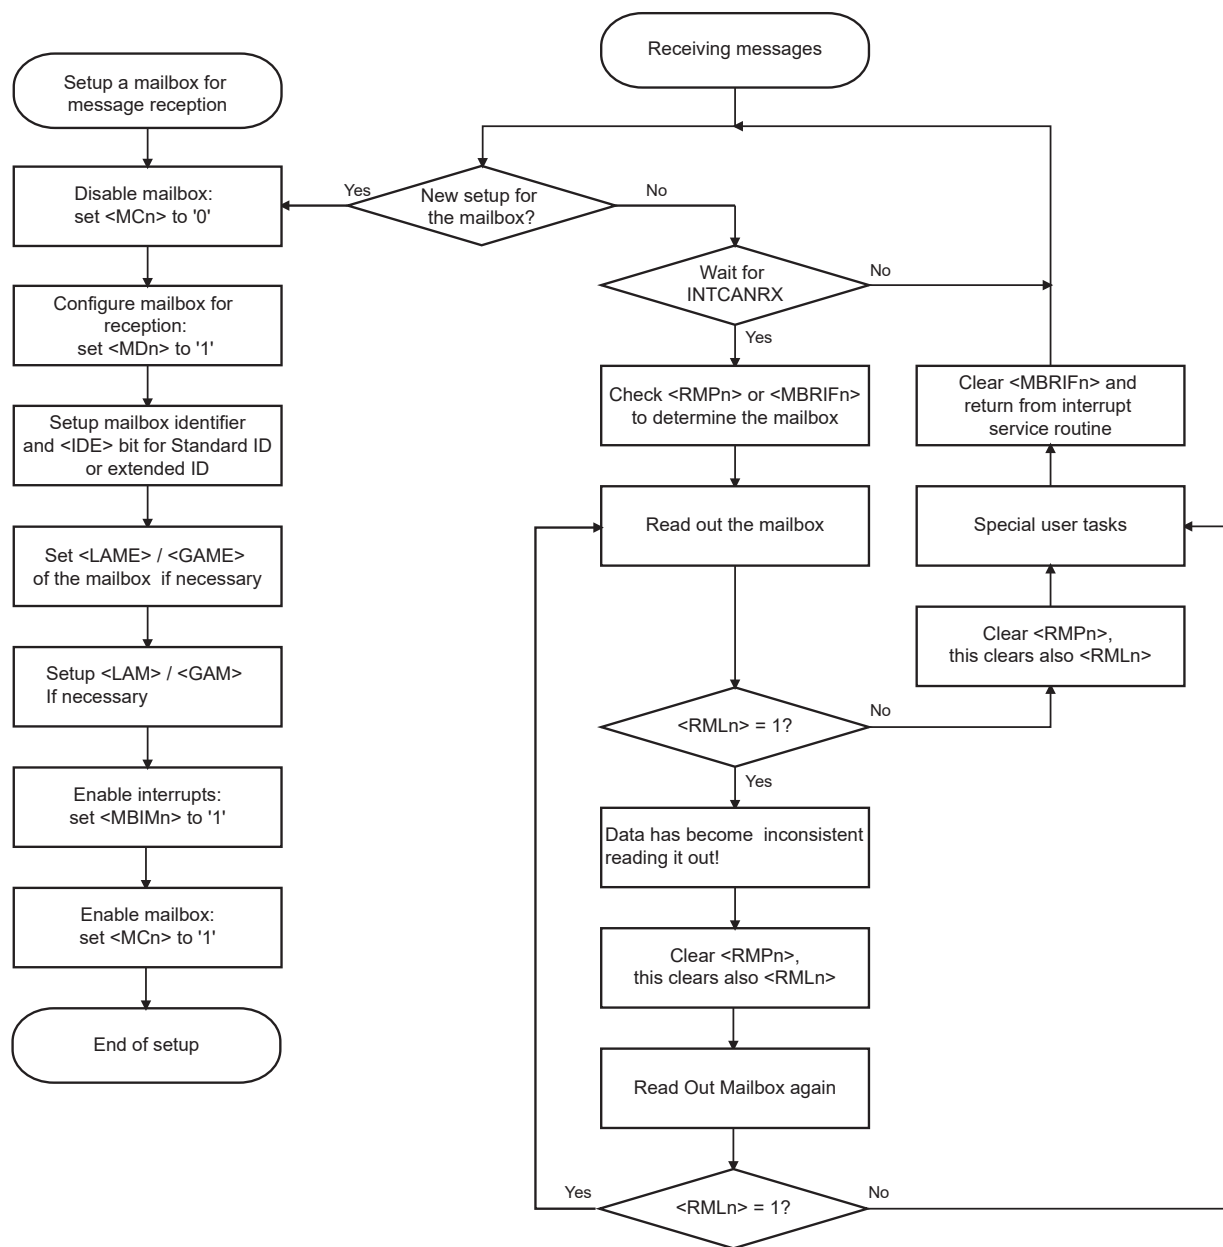 Setup a mailbox for
message reception
Disable mailbox:
set <MCn> to '0'
Configure mailbox for
reception:
set <MDn> to '1'
Setup mailbox identifier
and <IDE> bit for Standard ID
or extended ID
Set <LAME> / <GAME>
of the mailbox  if necessary
Setup <LAM> / <GAM>
If necessary
Enable interrupts:
set <MBIMn> to '1'
Enable mailbox:
set <MCn> to '1'
End of setup
Receiving messages
Yes
New setup for
the mailbox?
No
Wait for
INTCANRX
No
Yes
Check <RMPn> or <MBRIFn>
to determine the mailbox
Read out the mailbox
<RMLn> = 1?
No
Yes
Data has become  inconsistent
reading it out!
Clear <RMPn>,
this clears also <RMLn>
Read Out Mailbox again
Yes
<RMLn> = 1?
No
Clear <MBRIFn> and
return from interrupt
service routine
Special user tasks
Clear <RMPn>,
this clears also <RMLn>